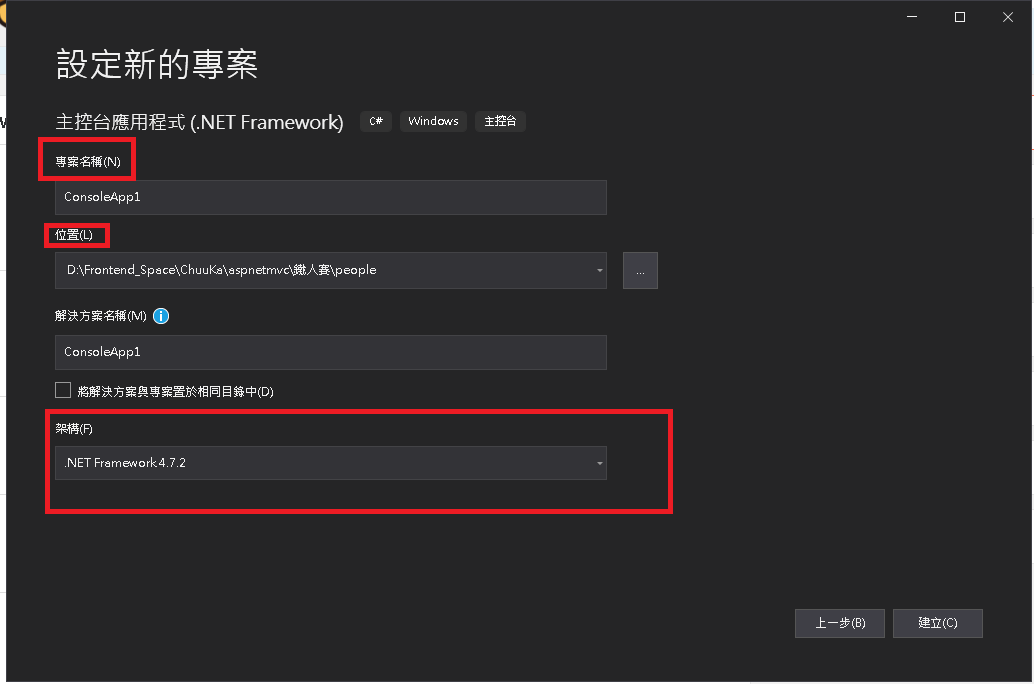 設定新的專案
主控台應用程式 (.NET Framework) C# Windows 主控台
專案名稱(N)
ConsoleApp1
位置(L)
D:\Frontend_Space\ChuuKa\aspnetmvc\鐵人賽\people
...
解決方案名稱(M)
ConsoleApp1
將解決方案與專案置於相同目錄中(D)
架構(F)
.NET Framework 4.7.2
上一步(B) 建立(C)